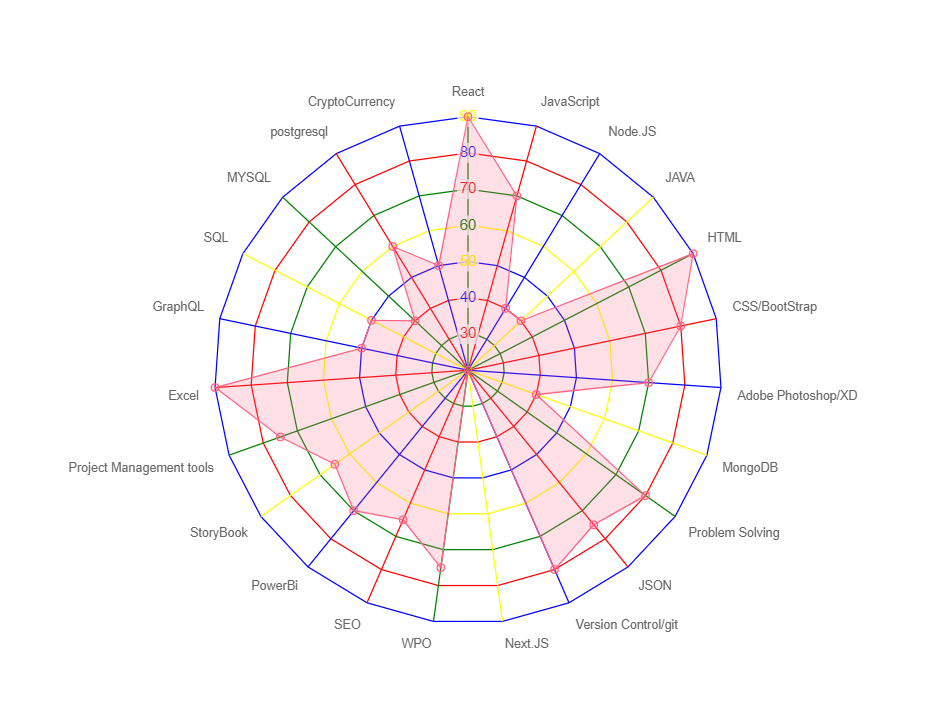 React
CryptoCurrency
JavaScript
postgresql
Node.JS
MYSQL
JAVA
SQL
HTML
GraphQL
CSS/BootStrap
Excel
Adobe Photoshop/XD
Project Management tools
MongoDB
StoryBook
Problem Solving
PowerBi
JSON
SEO
Version Control/git
WPO
Next.JS
90
80
70
60
50
40
30